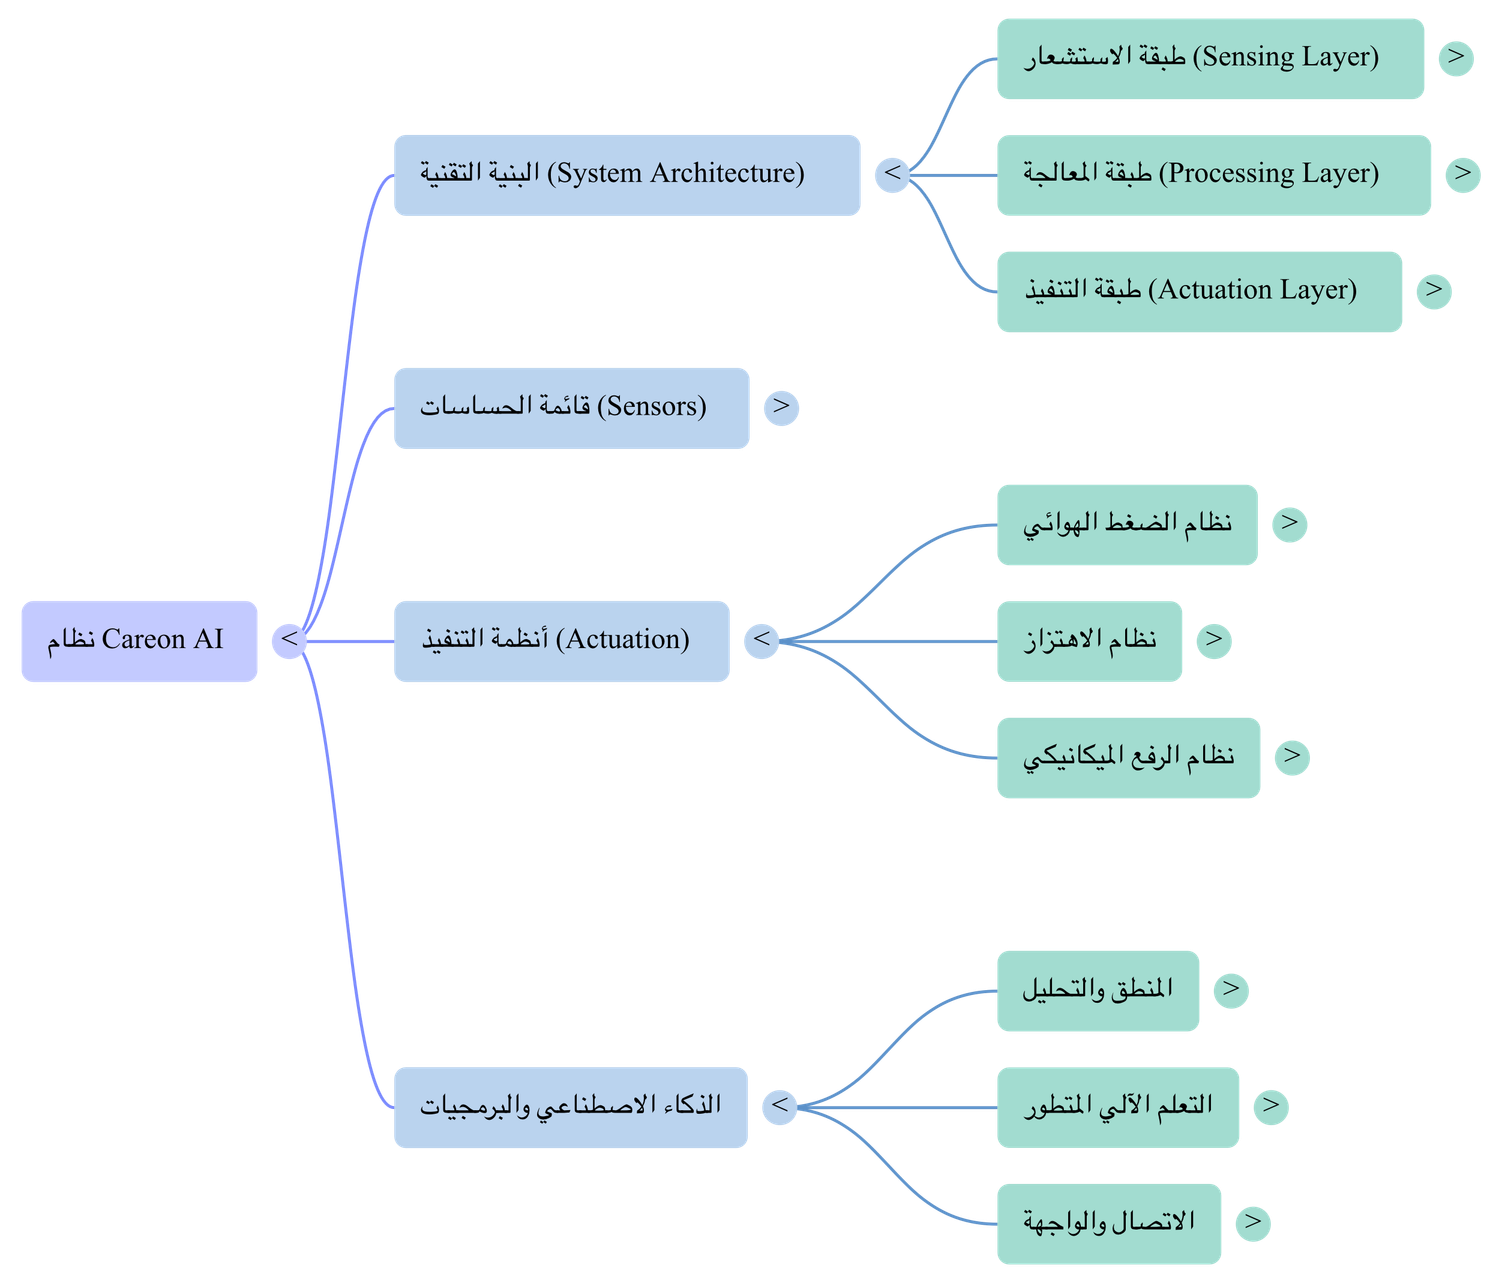 نظام Careon AI
<
البنية التقنية (System Architecture)
<
طبقة الاستشعار (Sensing Layer)
>
طبقة المعالجة (Processing Layer)
>
طبقة التنفيذ (Actuation Layer)
>
قائمة الحساسات (Sensors)
>
أنظمة التنفيذ (Actuation)
<
نظام الضغط الهوائي
>
نظام الاهتزاز
>
نظام الرفع الميكانيكي
>
الذكاء الاصطناعي والبرمجيات
<
المنطق والتحليل
>
التعلم الآلي المتطور
>
الاتصال والواجهة
>